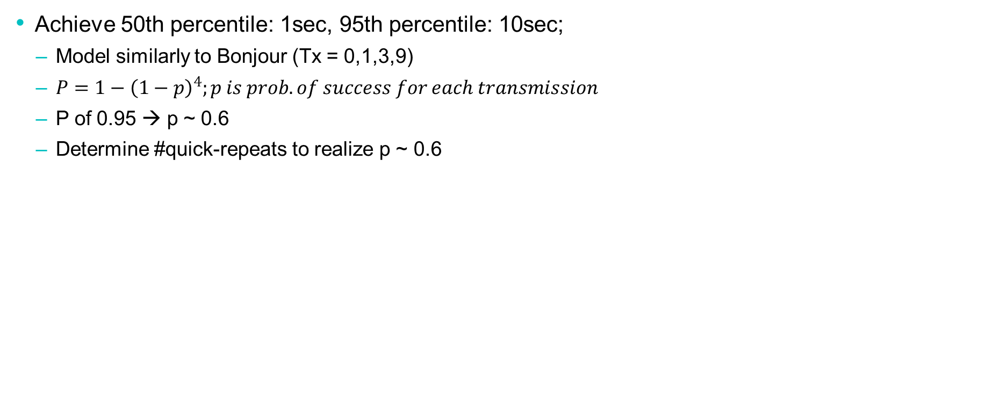 • Achieve 50th percentile: 1sec, 95th percentile: 10sec;
– Model similarly to Bonjour (Tx = 0,1,3,9)
– P = 1 − (1 − p)⁴; p is prob. of success for each transmission
– P of 0.95 → p ~ 0.6
– Determine #quick-repeats to realize p ~ 0.6